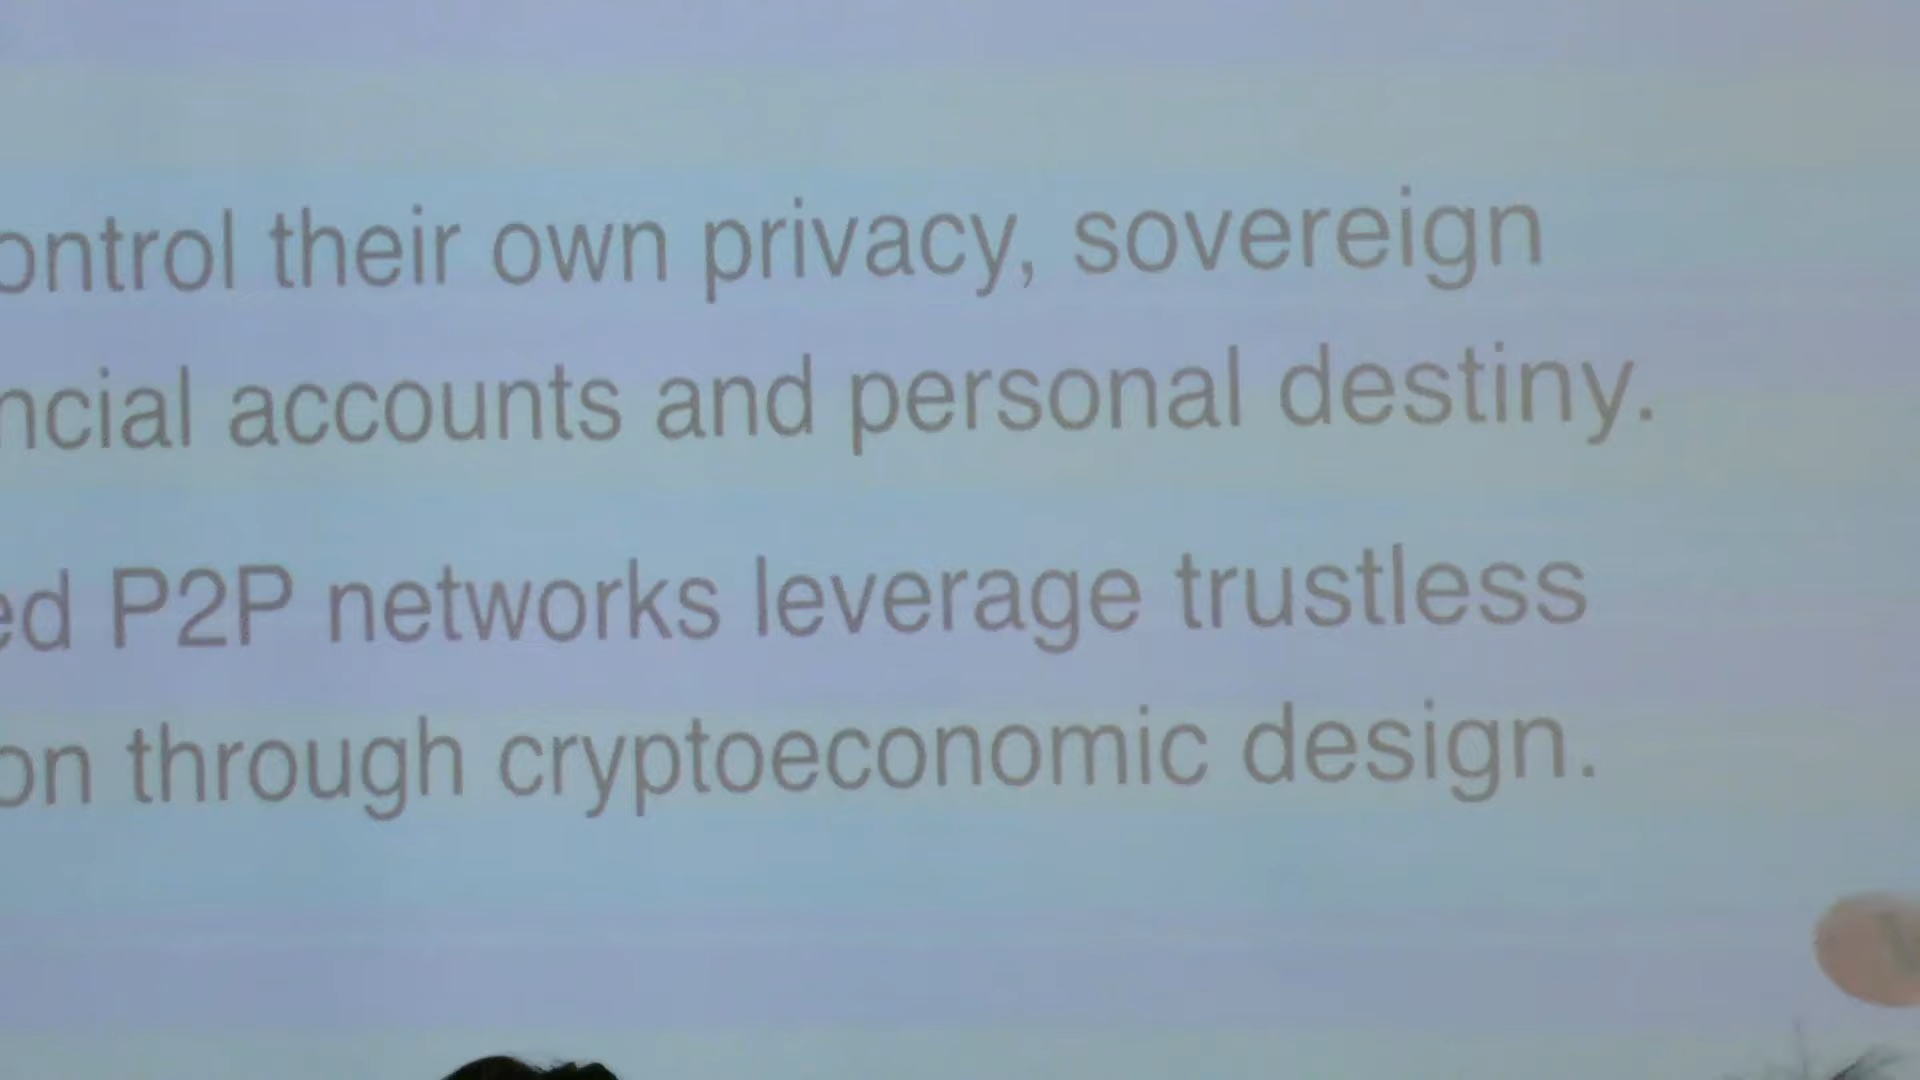 ontrol their own privacy, sovereign
ncial accounts and personal destiny.
ed P2P networks leverage trustless
on through cryptoeconomic design.